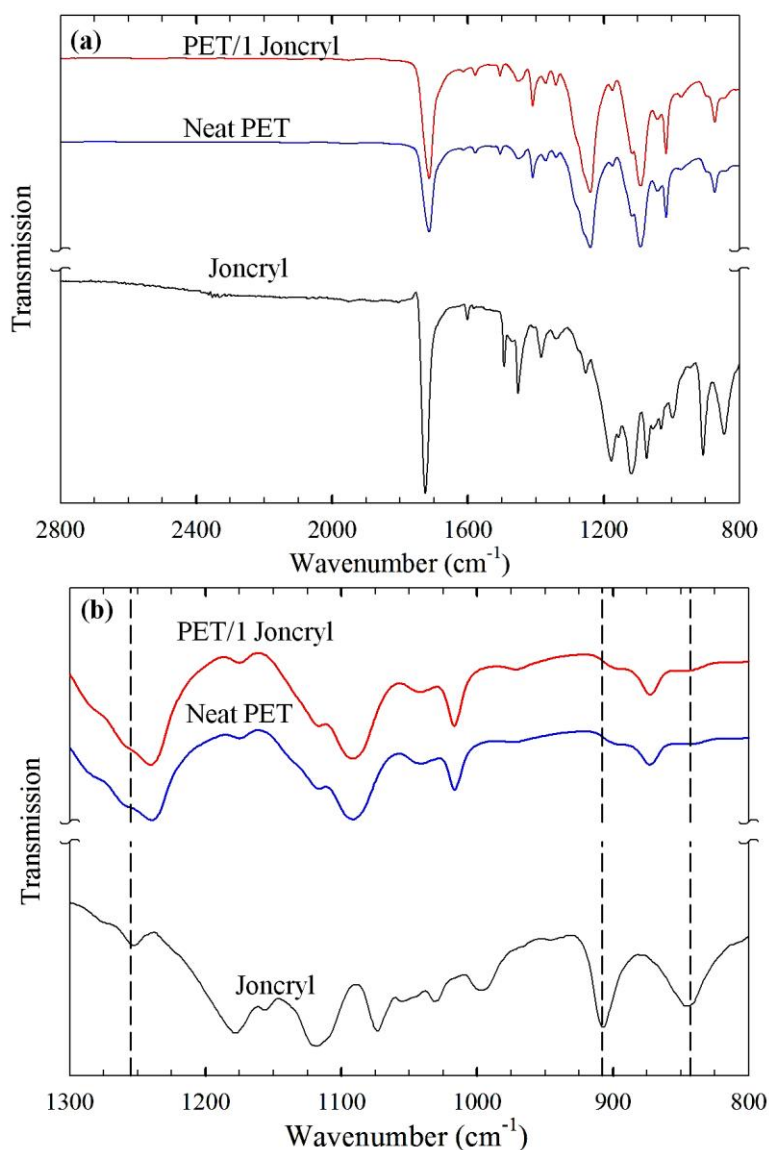 (a)
PET/1 Joncryl
Neat PET
Joncryl
Transmission
2800 2400 2000 1600 1200 800
Wavenumber (cm⁻¹)
(b)
PET/1 Joncryl
Neat PET
Joncryl
Transmission
1300 1200 1100 1000 900 800
Wavenumber (cm⁻¹)